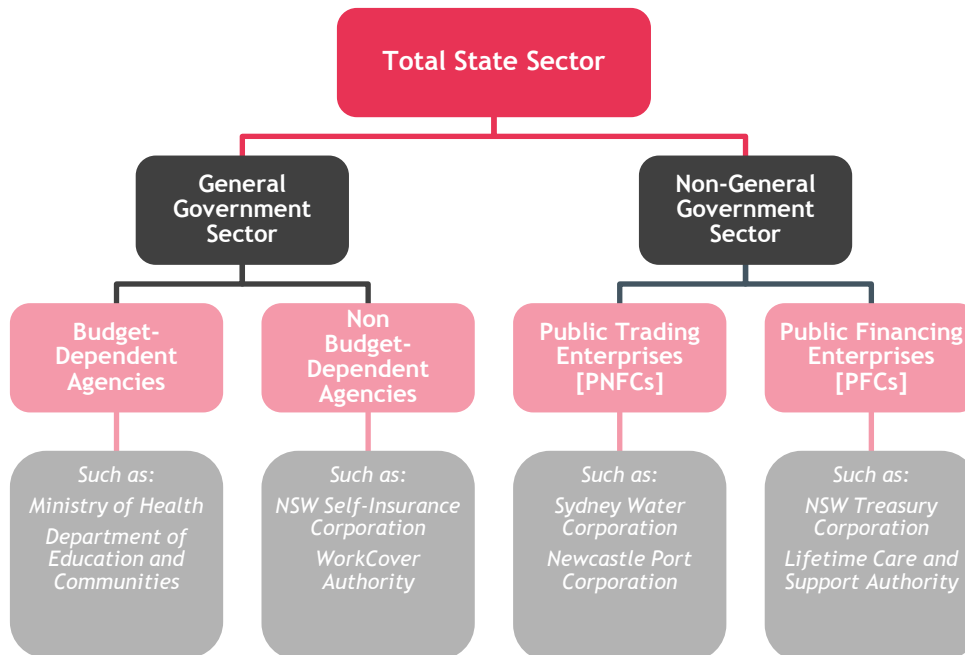 Total State Sector
General
Government
Sector
Non-General
Government
Sector
Budget-
Dependent
Agencies
Non
Budget-
Dependent
Agencies
Public Trading
Enterprises
[PNFCs]
Public Financing
Enterprises
[PFCs]
Such as:
Ministry of Health
Department of
Education and
Communities
Such as:
NSW Self-Insurance
Corporation
WorkCover
Authority
Such as:
Sydney Water
Corporation
Newcastle Port
Corporation
Such as:
NSW Treasury
Corporation
Lifetime Care and
Support Authority